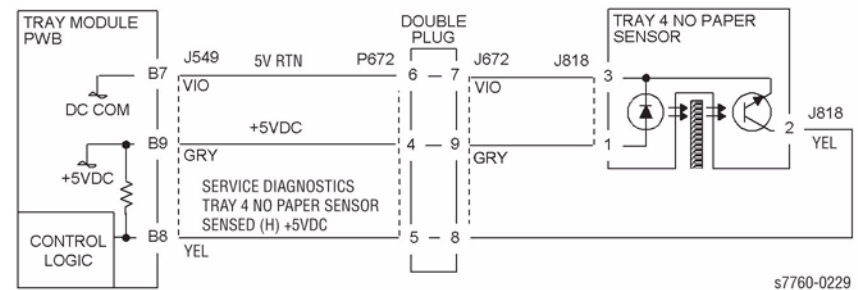 TRAY MODULE
PWB
DOUBLE
PLUG
TRAY 4 NO PAPER
SENSOR
B7
J549
5V RTN
P672
J672
J818
6 – 7
3
VIO
VIO
DC COM
J818
2
YEL
B9
+5VDC
4 – 9
1
GRY
GRY
+5VDC
SERVICE DIAGNOSTICS
TRAY 4 NO PAPER SENSOR
SENSED (H) +5VDC
CONTROL
LOGIC
B8
5 – 8
YEL
s7760-0229